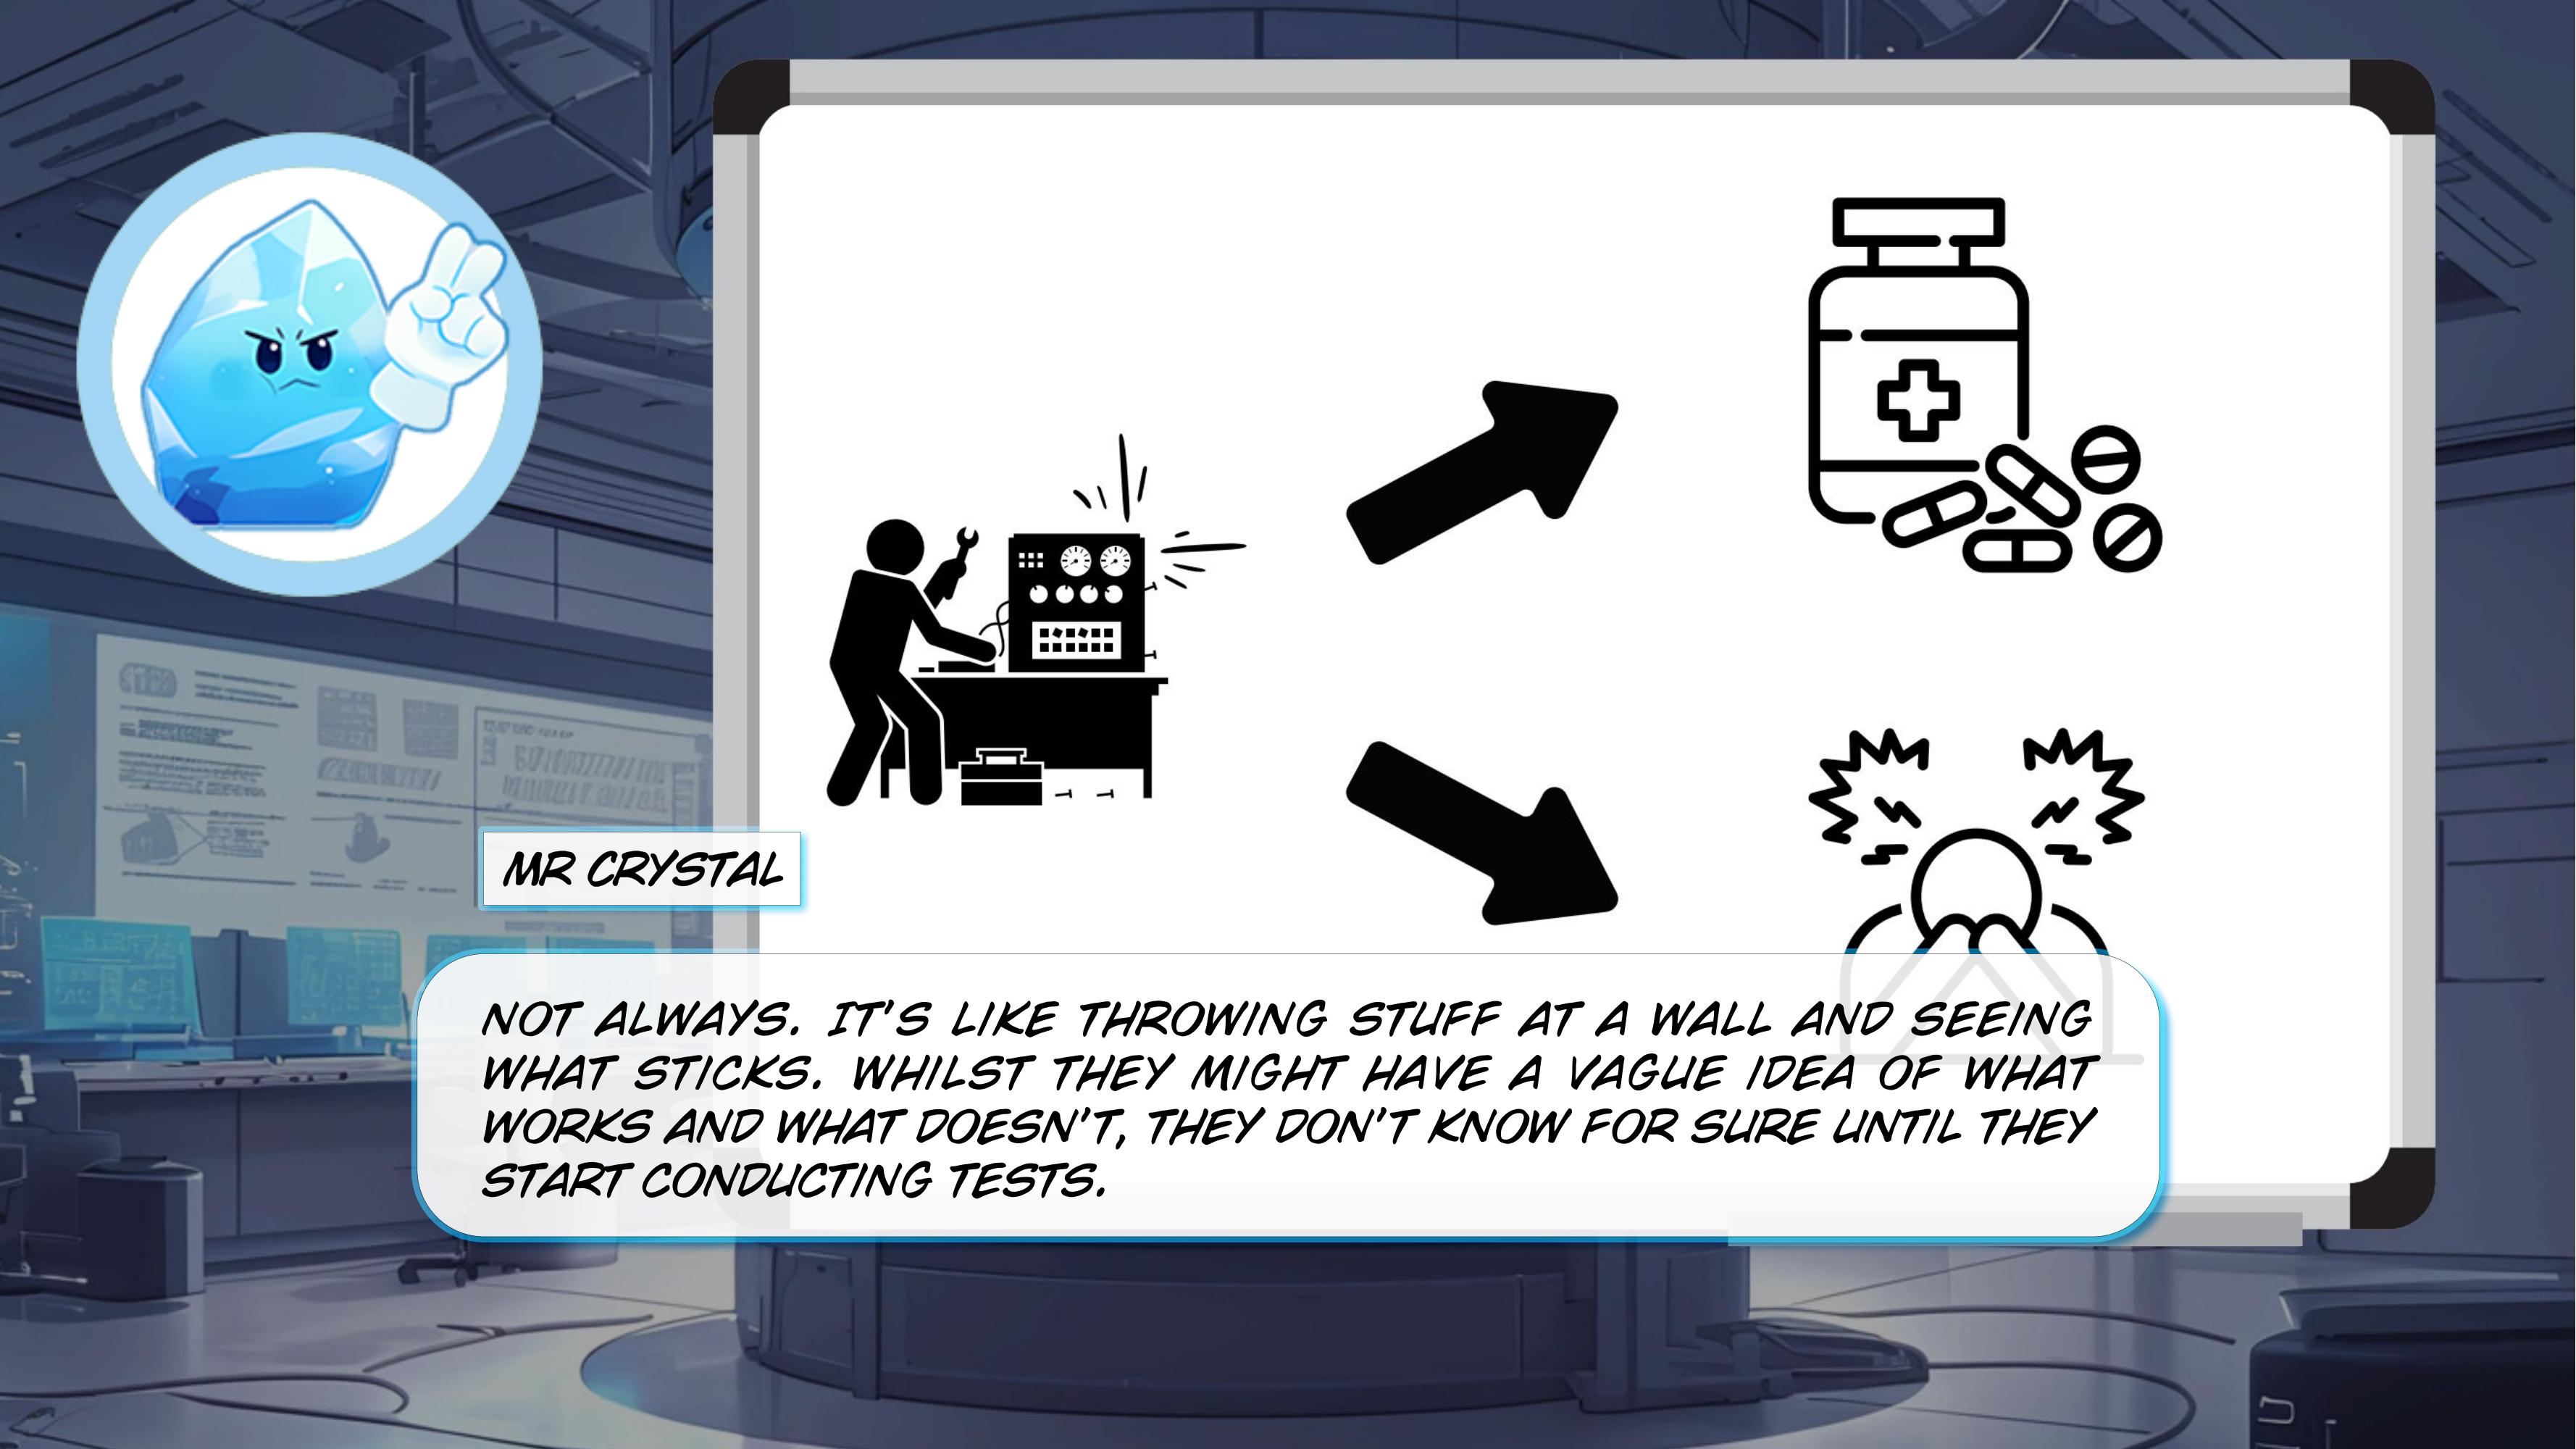 MR CRYSTAL
NOT ALWAYS. IT'S LIKE THROWING STUFF AT A WALL AND SEEING
WHAT STICKS. WHILST THEY MIGHT HAVE A VAGUE IDEA OF WHAT
WORKS AND WHAT DOESN'T, THEY DON'T KNOW FOR SURE UNTIL THEY
START CONDUCTING TESTS.